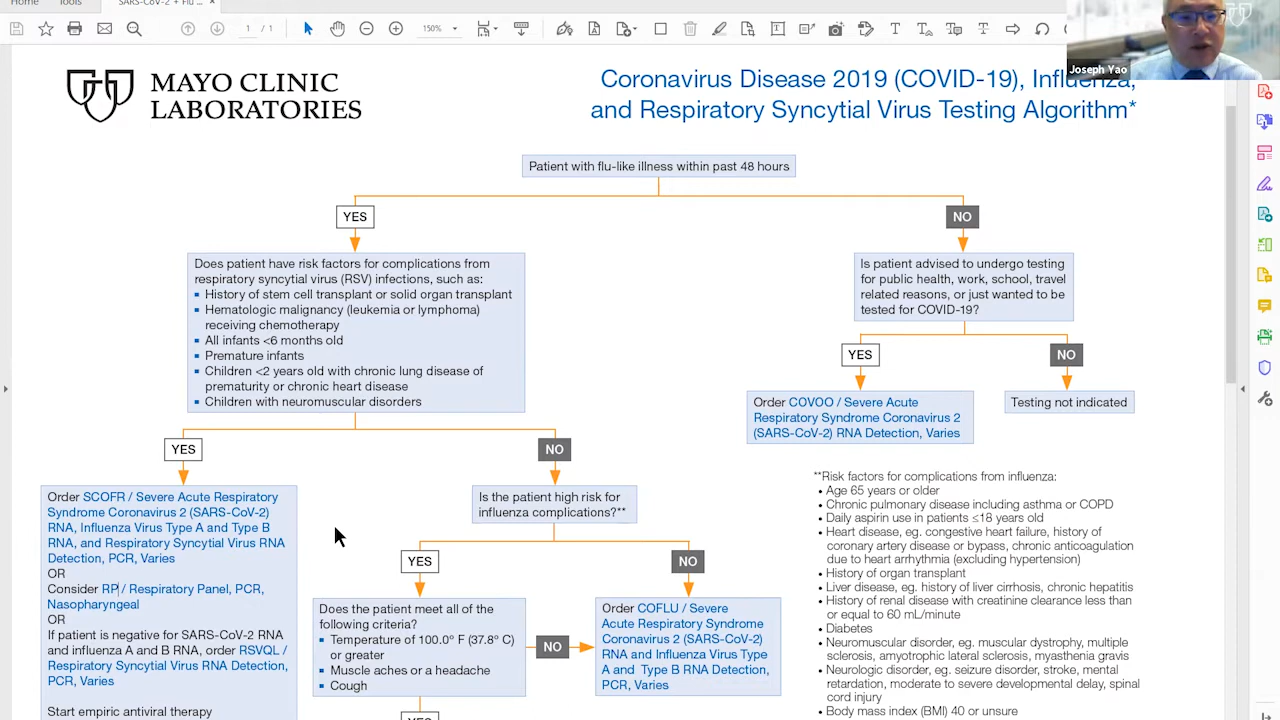 Home
Tools
SARS-CoV-2 + Flu ...
1 / 1
150%
Joseph Yao
MAYO CLINIC
LABORATORIES
Coronavirus Disease 2019 (COVID-19), Influenza,
and Respiratory Syncytial Virus Testing Algorithm*
Patient with flu-like illness within past 48 hours
YES
NO
Does patient have risk factors for complications from
respiratory syncytial virus (RSV) infections, such as:
▪ History of stem cell transplant or solid organ transplant
▪ Hematologic malignancy (leukemia or lymphoma)
receiving chemotherapy
▪ All infants <6 months old
▪ Premature infants
▪ Children <2 years old with chronic lung disease of
prematurity or chronic heart disease
▪ Children with neuromuscular disorders
Is patient advised to undergo testing
for public health, work, school, travel
related reasons, or just wanted to be
tested for COVID-19?
YES
NO
Order COVOO / Severe Acute
Respiratory Syndrome Coronavirus 2
(SARS-CoV-2) RNA Detection, Varies
Testing not indicated
YES
NO
Order SCOFR / Severe Acute Respiratory
Syndrome Coronavirus 2 (SARS-CoV-2)
RNA, Influenza Virus Type A and Type B
RNA, and Respiratory Syncytial Virus RNA
Detection, PCR, Varies
OR
Consider RP / Respiratory Panel, PCR,
Nasopharyngeal
OR
If patient is negative for SARS-CoV-2 RNA
and influenza A and B RNA, order RSVQL /
Respiratory Syncytial Virus RNA Detection,
PCR, Varies
Start empiric antiviral therapy
Is the patient high risk for
influenza complications?**
YES
NO
Does the patient meet all of the
following criteria?
▪ Temperature of 100.0º F (37.8º C)
or greater
▪ Muscle aches or a headache
▪ Cough
NO
Order COFLU / Severe
Acute Respiratory Syndrome
Coronavirus 2 (SARS-CoV-2)
RNA and Influenza Virus Type
A and Type B RNA Detection,
PCR, Varies
YES
**Risk factors for complications from influenza:
• Age 65 years or older
• Chronic pulmonary disease including asthma or COPD
• Daily aspirin use in patients ≤18 years old
• Heart disease, eg. congestive heart failure, history of
coronary artery disease or bypass, chronic anticoagulation
due to heart arrhythmia (excluding hypertension)
• History of organ transplant
• Liver disease, eg. history of liver cirrhosis, chronic hepatitis
• History of renal disease with creatinine clearance less than
or equal to 60 mL/minute
• Diabetes
• Neuromuscular disorder, eg. muscular dystrophy, multiple
sclerosis, amyotrophic lateral sclerosis, myasthenia gravis
• Neurologic disorder, eg. seizure disorder, stroke, mental
retardation, moderate to severe developmental delay, spinal
cord injury
• Body mass index (BMI) 40 or unsure